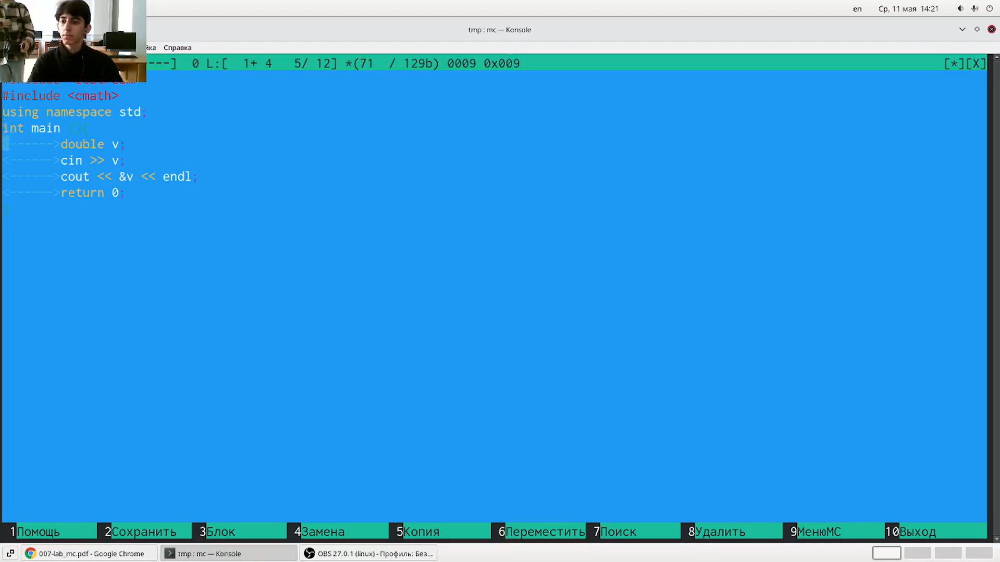 en Ср, 11 мая 14:21
tmp : mc — Konsole
йка Справка
---] 0 L:[ 1+ 4 5/ 12] *(71 / 129b) 0009 0x009 [*][X]
#include <cmath>
using namespace std;
int main (){
<------>double v;
<------>cin >> v;
<------>cout << &v << endl;
<------>return 0;
}
1Помощь 2Сохранить 3Блок 4Замена 5Копия 6Переместить 7Поиск 8Удалить 9МенюМС 10Выход
007-lab_mc.pdf - Google Chrome tmp : mc — Konsole OBS 27.0.1 (linux) - Профиль: Без...